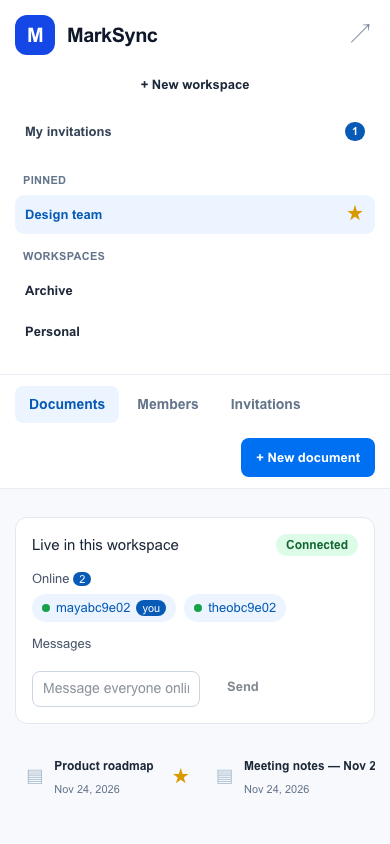 M MarkSync
+ New workspace
My invitations 1
PINNED
Design team
WORKSPACES
Archive
Personal
Documents Members Invitations
+ New document
Live in this workspace Connected
Online 2
mayabc9e02 you theobc9e02
Messages
Message everyone onli
Send
Product roadmap Meeting notes — Nov 2
Nov 24, 2026 Nov 24, 2026